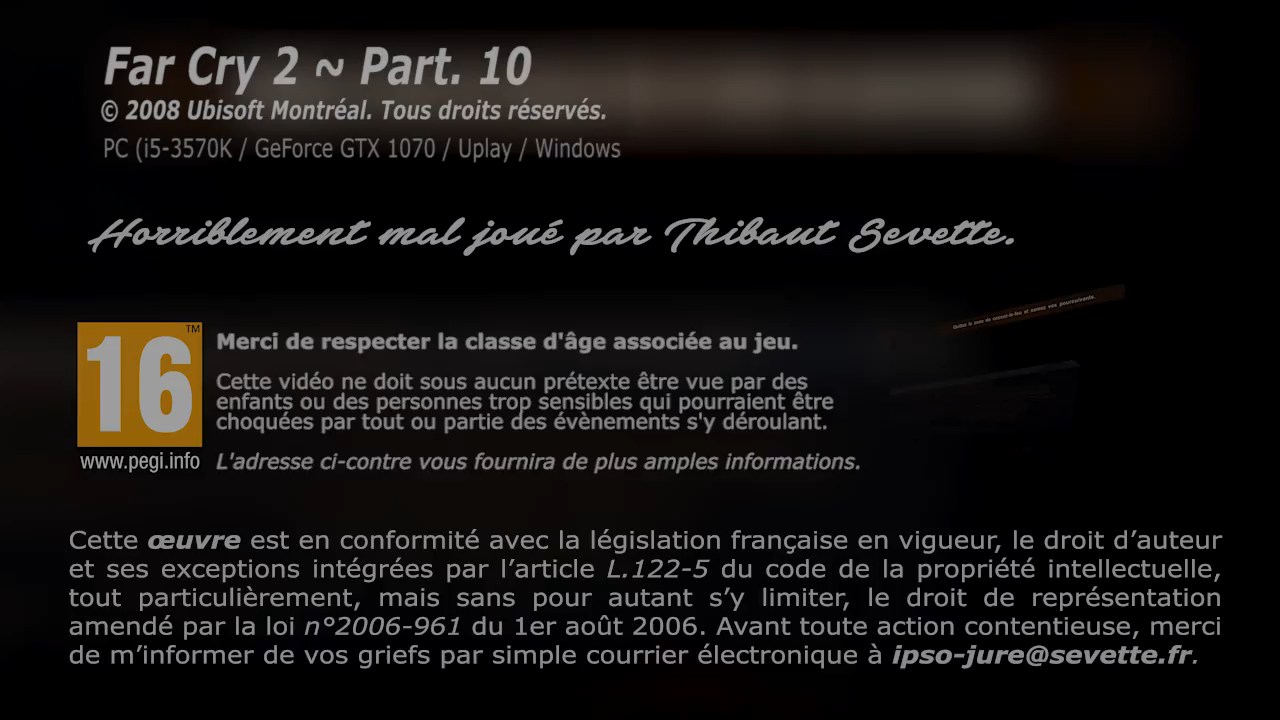 Far Cry 2 ~ Part. 10
© 2008 Ubisoft Montréal. Tous droits réservés.
PC (i5-3570K / GeForce GTX 1070 / Uplay / Windows
Horriblement mal joué par Thibaut Sevette.
16 TM
www.pegi.info
Merci de respecter la classe d'âge associée au jeu.
Cette vidéo ne doit sous aucun prétexte être vue par des
enfants ou des personnes trop sensibles qui pourraient être
choquées par tout ou partie des évènements s'y déroulant.
L'adresse ci-contre vous fournira de plus amples informations.
Cette œuvre est en conformité avec la législation française en vigueur, le droit d’auteur
et ses exceptions intégrées par l’article L.122-5 du code de la propriété intellectuelle,
tout particulièrement, mais sans pour autant s’y limiter, le droit de représentation
amendé par la loi n°2006-961 du 1er août 2006. Avant toute action contentieuse, merci
de m’informer de vos griefs par simple courrier électronique à ipso-jure@sevette.fr.